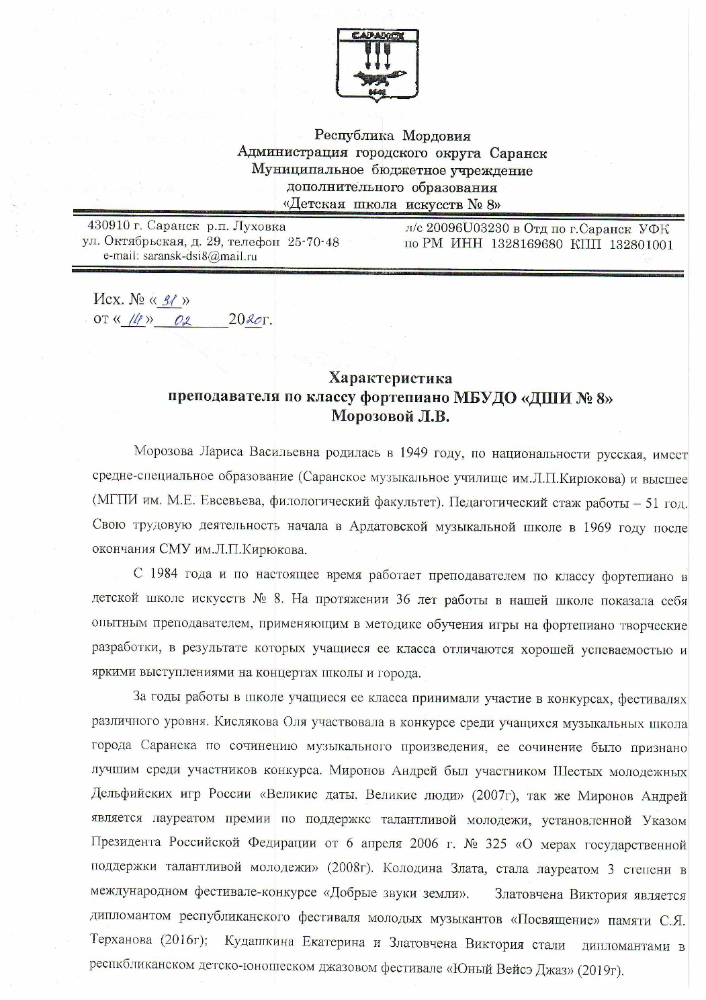 САРАНСК
Республика Мордовия
Администрация городского округа Саранск
Муниципальное бюджетное учреждение
дополнительного образования
«Детская школа искусств № 8»
430910 г. Саранск р.п. Луховка
ул. Октябрьская, д. 29, телефон 25-70-48
e-mail: saransk-dsi8@mail.ru
л/с 20096U03230 в Отд по г.Саранск УФК
по РМ ИНН 1328169680 КПП 132801001
Исх. № «31»
от «14» 02 2020г.
Характеристика
преподавателя по классу фортепиано МБУДО «ДШИ № 8»
Морозовой Л.В.
Морозова Лариса Васильевна родилась в 1949 году, по национальности русская, имеет
средне-специальное образование (Саранское музыкальное училище им.Л.П.Кирюкова) и высшее
(МГПИ им. М.Е. Евсевьева, филологический факультет). Педагогический стаж работы – 51 год.
Свою трудовую деятельность начала в Ардатовской музыкальной школе в 1969 году после
окончания СМУ им.Л.П.Кирюкова.
С 1984 года и по настоящее время работает преподавателем по классу фортепиано в
детской школе искусств № 8. На протяжении 36 лет работы в нашей школе показала себя
опытным преподавателем, применяющим в методике обучения игры на фортепиано творческие
разработки, в результате которых учащиеся ее класса отличаются хорошей успеваемостью и
яркими выступлениями на концертах школы и города.
За годы работы в школе учащиеся ее класса принимали участие в конкурсах, фестивалях
различного уровня. Кислякова Оля участвовала в конкурсе среди учащихся музыкальных школа
города Саранска по сочинению музыкального произведения, ее сочинение было признано
лучшим среди участников конкурса. Миронов Андрей был участником Шестых молодежных
Дельфийских игр России «Великие даты. Великие люди» (2007г), так же Миронов Андрей
является лауреатом премии по поддержке талантливой молодежи, установленной Указом
Президента Российской Федирации от 6 апреля 2006 г. № 325 «О мерах государственной
поддержки талантливой молодежи» (2008г). Колодина Злата, стала лауреатом 3 степени в
международном фестивале-конкурсе «Добрые звуки земли». Златовчена Виктория является
дипломантом республиканского фестиваля молодых музыкантов «Посвящение» памяти С.Я.
Терханова (2016г); Кудашкина Екатерина и Златовчена Виктория стали дипломантами в
респкбликанском детско-юношеском джазовом фестивале «Юный Вейсэ Джаз» (2019г).